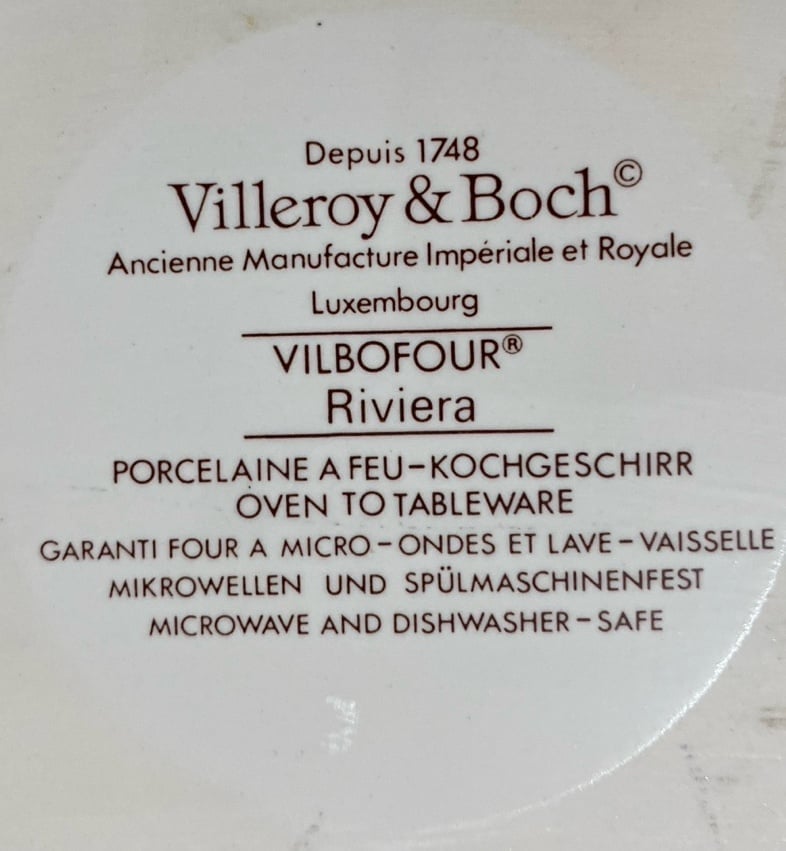 Depuis 1748
Villeroy & Boch©
Ancienne Manufacture Impériale et Royale
Luxembourg
VILBOFOUR®
Riviera
PORCELAINE A FEU-KOCHGESCHIRR
OVEN TO TABLEWARE
GARANTI FOUR A MICRO-ONDES ET LAVE-VAISSELLE
MIKROWELLEN UND SPÜLMASCHINENFEST
MICROWAVE AND DISHWASHER-SAFE